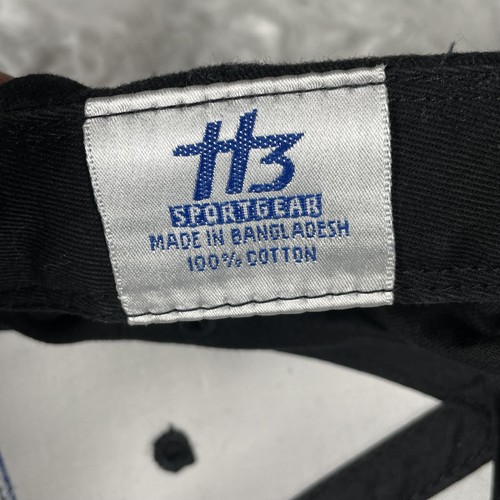 H3
SPORTGEAR
MADE IN BANGLADESH
100% COTTON